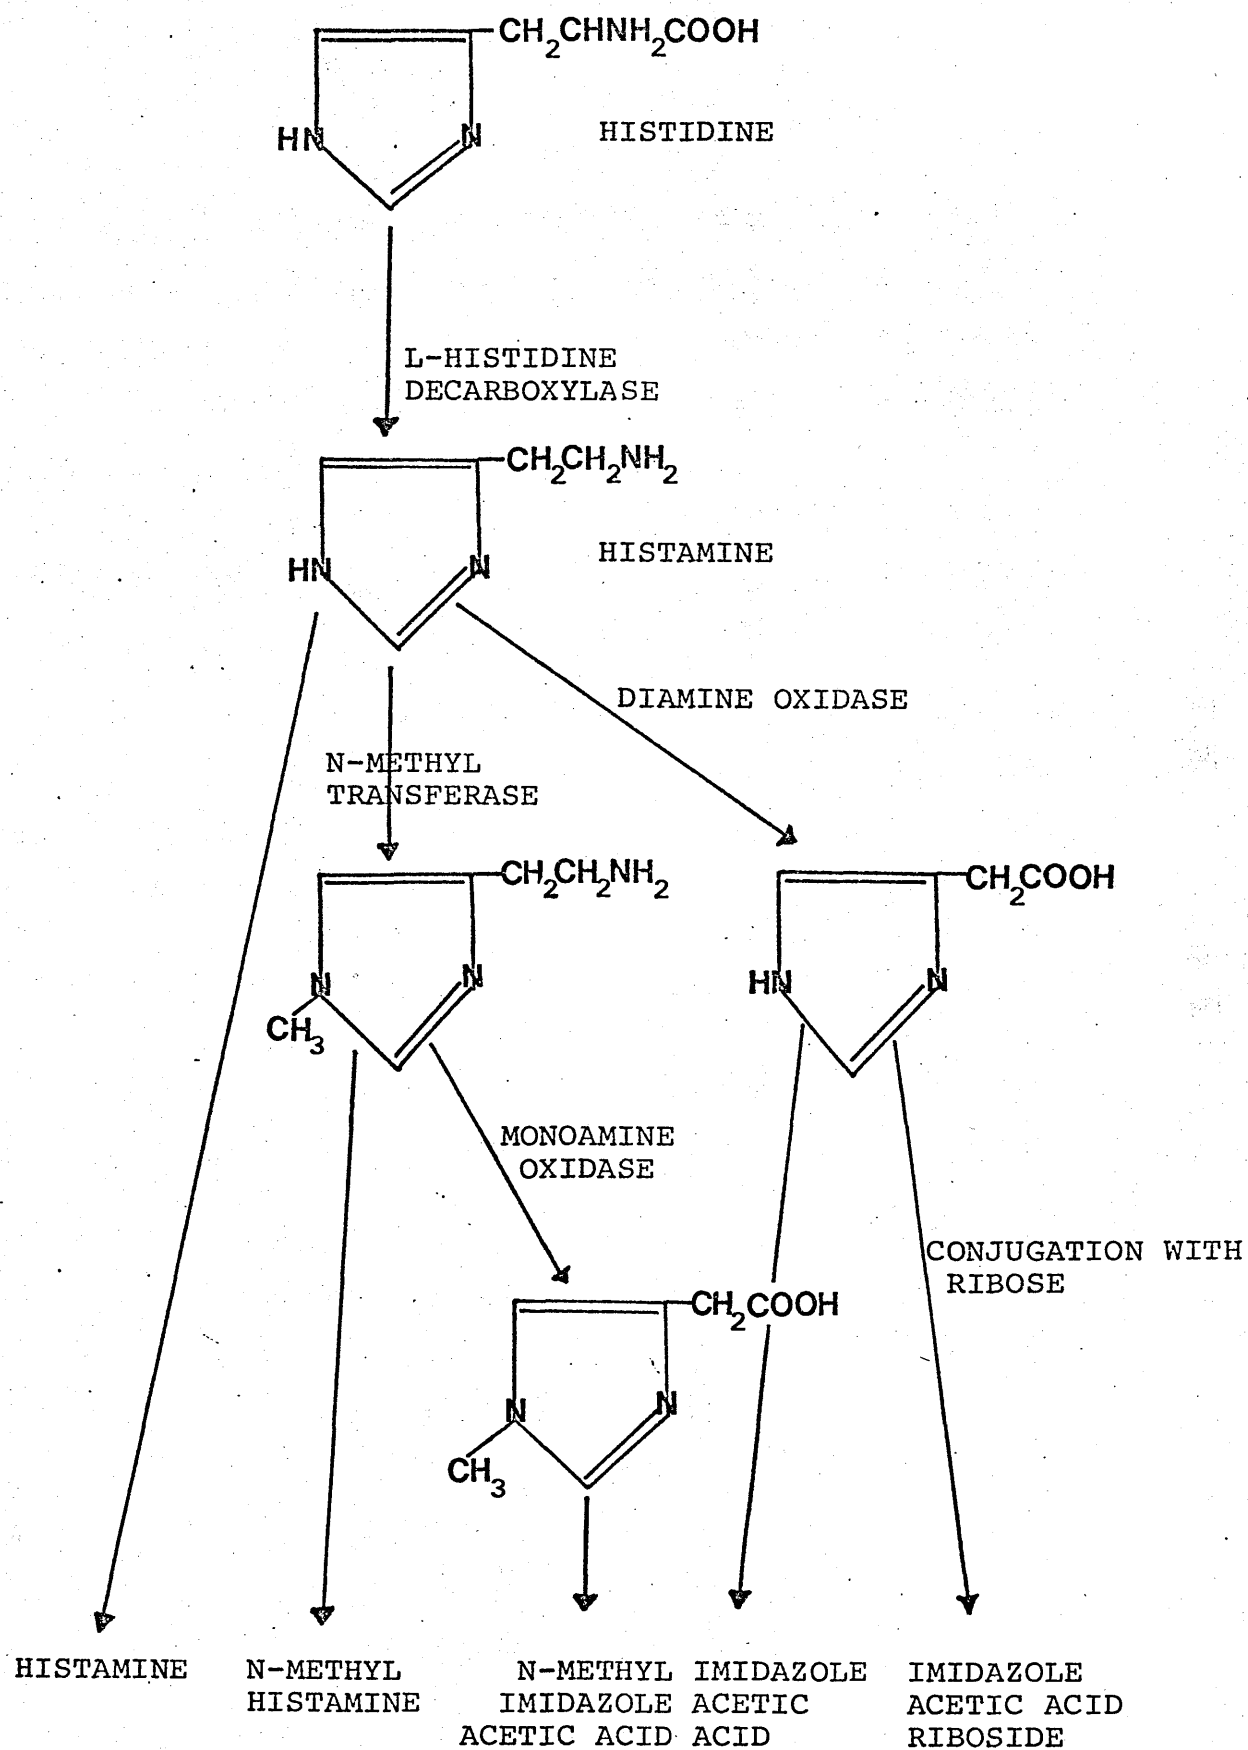 CH₂CHNH₂COOH
HN N
HISTIDINE
L-HISTIDINE
DECARBOXYLASE
CH₂CH₂NH₂
HN N
HISTAMINE
DIAMINE OXIDASE
N-METHYL
TRANSFERASE
CH₂CH₂NH₂
N N
CH₃
CH₂COOH
HN N
MONOAMINE
OXIDASE
CONJUGATION WITH
RIBOSE
CH₂COOH
N N
CH₃
HISTAMINE
N-METHYL
HISTAMINE
N-METHYL
IMIDAZOLE
ACETIC ACID
IMIDAZOLE
ACETIC
ACID
IMIDAZOLE
ACETIC ACID
RIBOSIDE